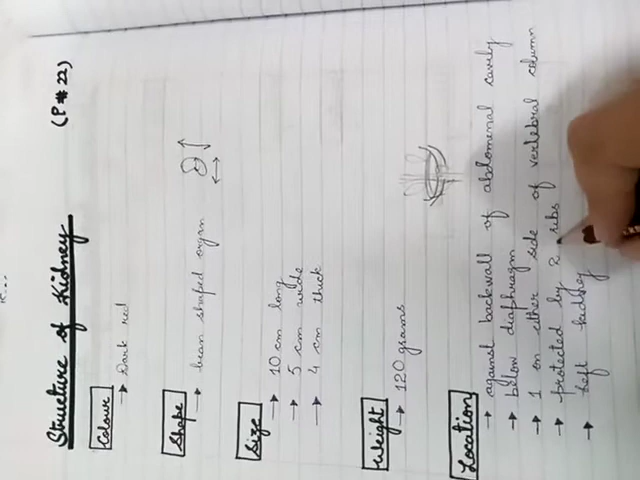 Structure of Kidney (P # 22)
Colour
→ Dark red
Shape
→ bean shaped organ
Size
→ 10 cm long
→ 5 cm wide
→ 4 cm thick
Weight
→ 120 grams
Location
→ against backwall of abdomenal cavity
→ below diaphragm
→ 1 on either side of vertebral column
→ protected by 2 ribs
→ left kidney